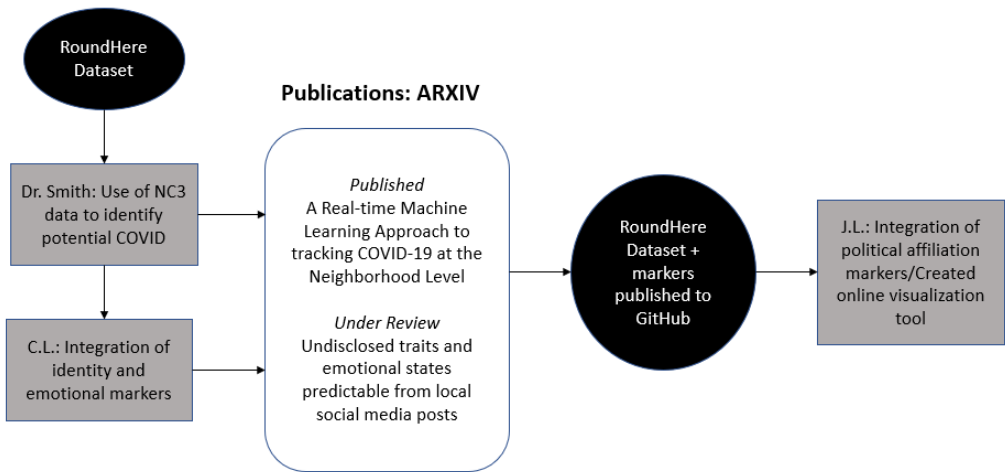 RoundHere
Dataset
Publications: ARXIV
Dr. Smith: Use of NC3
data to identify
potential COVID
C.L.: Integration of
identity and
emotional markers
Published
A Real-time Machine
Learning Approach to
tracking COVID-19 at the
Neighborhood Level
Under Review
Undisclosed traits and
emotional states
predictable from local
social media posts
RoundHere
Dataset +
markers
published to
GitHub
J.L.: Integration of
political affiliation
markers/Created
online visualization
tool